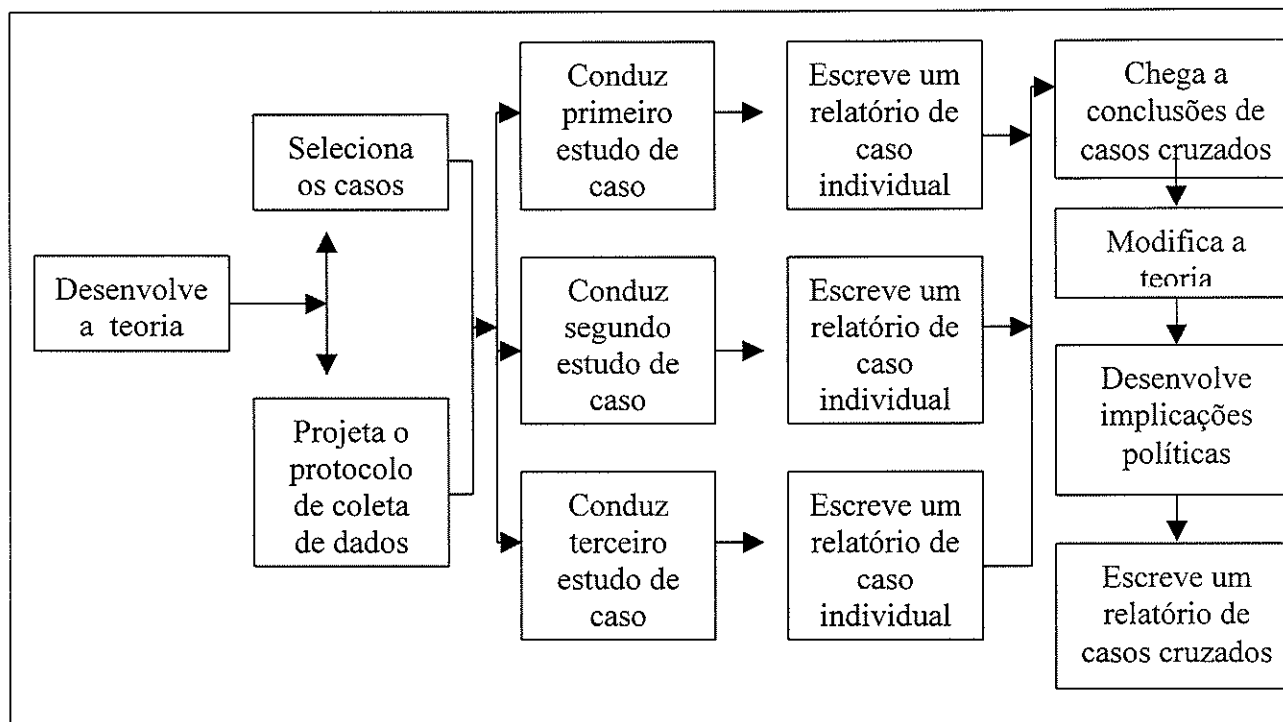 Desenvolve
a teoria
Seleciona
os casos
Projeta o
protocolo
de coleta
de dados
Conduz
primeiro
estudo de
caso
Escreve um
relatório de
caso
individual
Conduz
segundo
estudo de
caso
Escreve um
relatório de
caso
individual
Conduz
terceiro
estudo de
caso
Escreve um
relatório de
caso
individual
Chega a
conclusões de
casos cruzados
Modifica a
teoria
Desenvolve
implicações
políticas
Escreve um
relatório de
casos cruzados